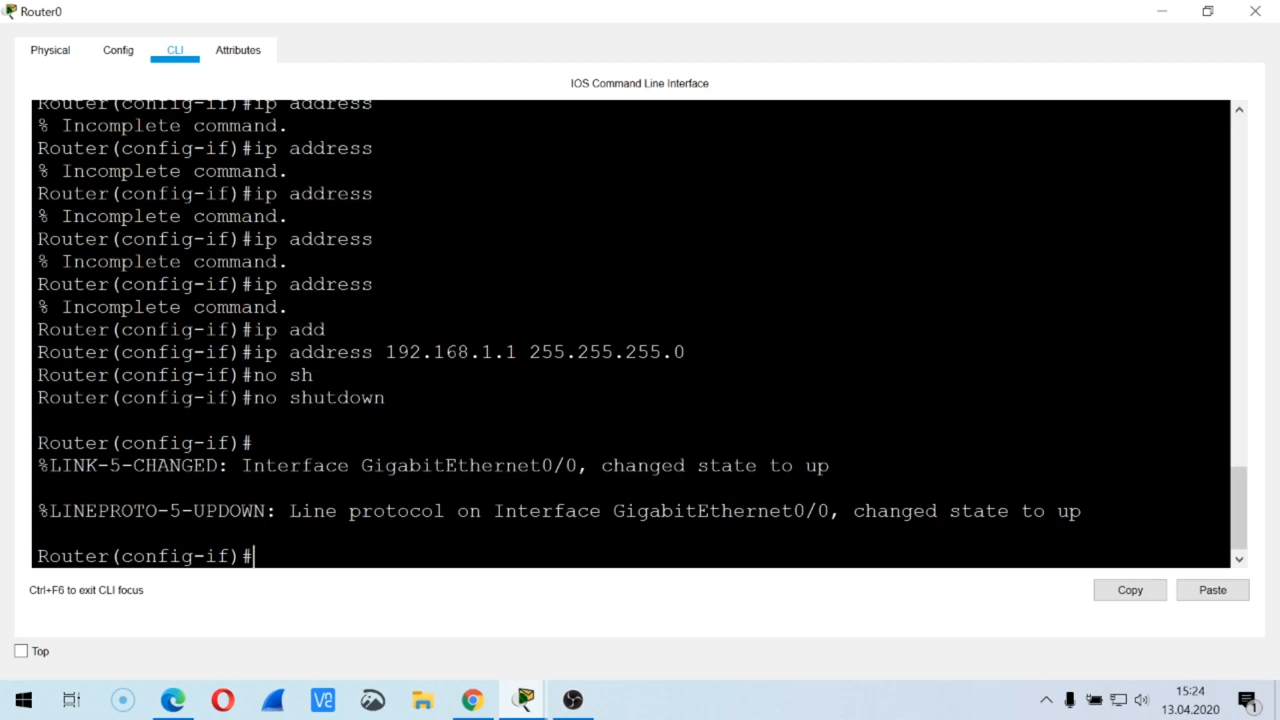 Router0
Physical Config CLI Attributes
IOS Command Line Interface
Router(config-if)#ip address
% Incomplete command.
Router(config-if)#ip address
% Incomplete command.
Router(config-if)#ip address
% Incomplete command.
Router(config-if)#ip address
% Incomplete command.
Router(config-if)#ip address
% Incomplete command.
Router(config-if)#ip add
Router(config-if)#ip address 192.168.1.1 255.255.255.0
Router(config-if)#no sh
Router(config-if)#no shutdown
Router(config-if)#
%LINK-5-CHANGED: Interface GigabitEthernet0/0, changed state to up
%LINEPROTO-5-UPDOWN: Line protocol on Interface GigabitEthernet0/0, changed state to up
Router(config-if)#
Ctrl+F6 to exit CLI focus
Copy Paste
Top
15:24
13.04.2020
1